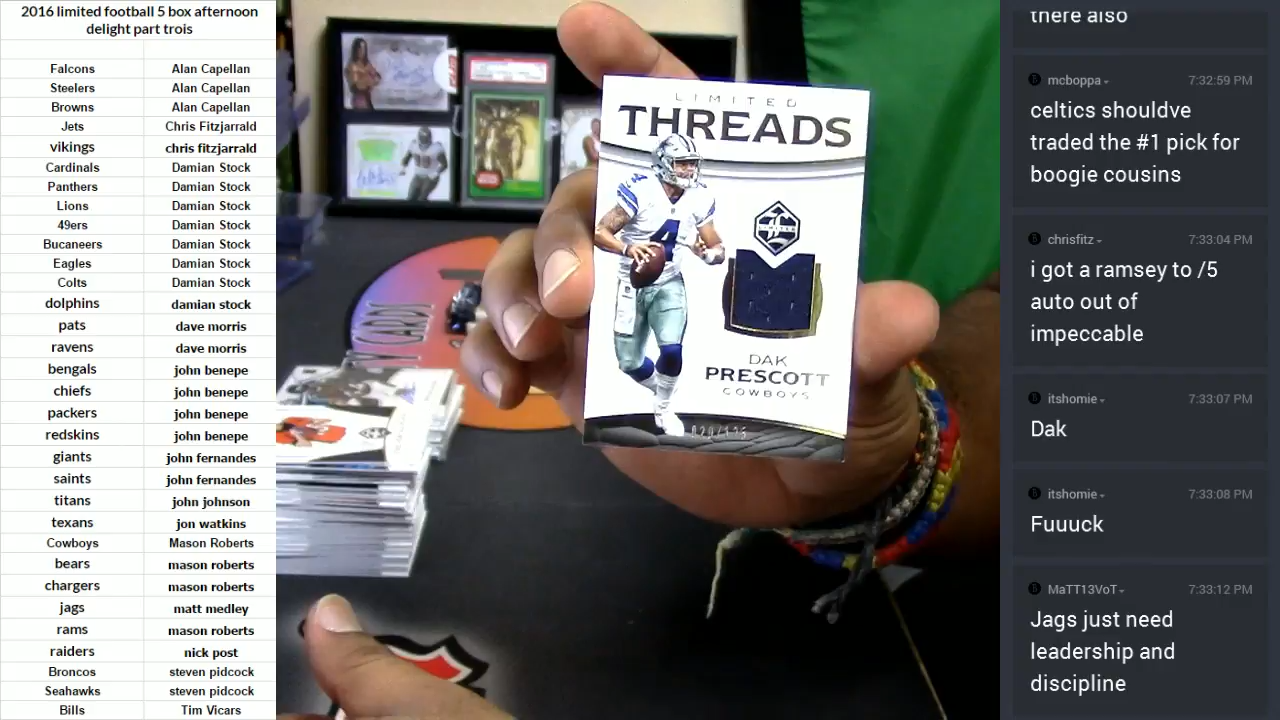 2016 limited football 5 box afternoon
delight part trois
Falcons Alan Capellan
Steelers Alan Capellan
Browns Alan Capellan
Jets Chris Fitzjarrald
vikings chris fitzjarrald
Cardinals Damian Stock
Panthers Damian Stock
Lions Damian Stock
49ers Damian Stock
Bucaneers Damian Stock
Eagles Damian Stock
Colts Damian Stock
dolphins damian stock
pats dave morris
ravens dave morris
bengals john benepe
chiefs john benepe
packers john benepe
redskins john benepe
giants john fernandes
saints john fernandes
titans john johnson
texans jon watkins
Cowboys Mason Roberts
bears mason roberts
chargers mason roberts
jags matt medley
rams mason roberts
raiders nick post
Broncos steven pidcock
Seahawks steven pidcock
Bills Tim Vicars
LIMITED
THREADS
4
LIMITED
DAK
PRESCOTT
COWBOYS
CARDS
there also
mcboppa 7:32:59 PM
celtics shouldve
traded the #1 pick for
boogie cousins
chrisfitz 7:33:04 PM
i got a ramsey to /5
auto out of
impeccable
itshomie 7:33:07 PM
Dak
itshomie 7:33:08 PM
Fuuuck
MaTT13VoT 7:33:12 PM
Jags just need
leadership and
discipline